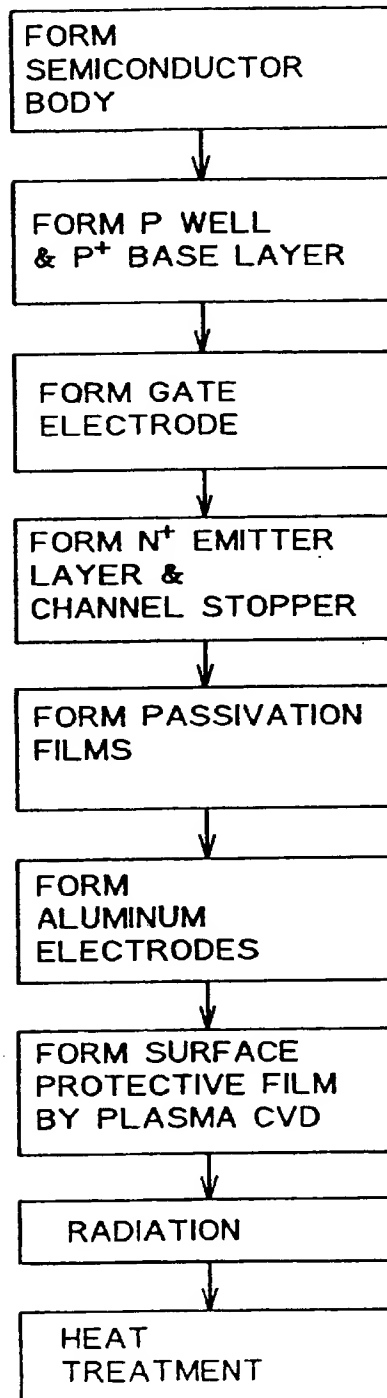 FORM
SEMICONDUCTOR
BODY
FORM P WELL
& P+ BASE LAYER
FORM GATE
ELECTRODE
FORM N+ EMITTER
LAYER &
CHANNEL STOPPER
FORM PASSIVATION
FILMS
FORM
ALUMINUM
ELECTRODES
FORM SURFACE
PROTECTIVE FILM
BY PLASMA CVD
RADIATION
HEAT
TREATMENT